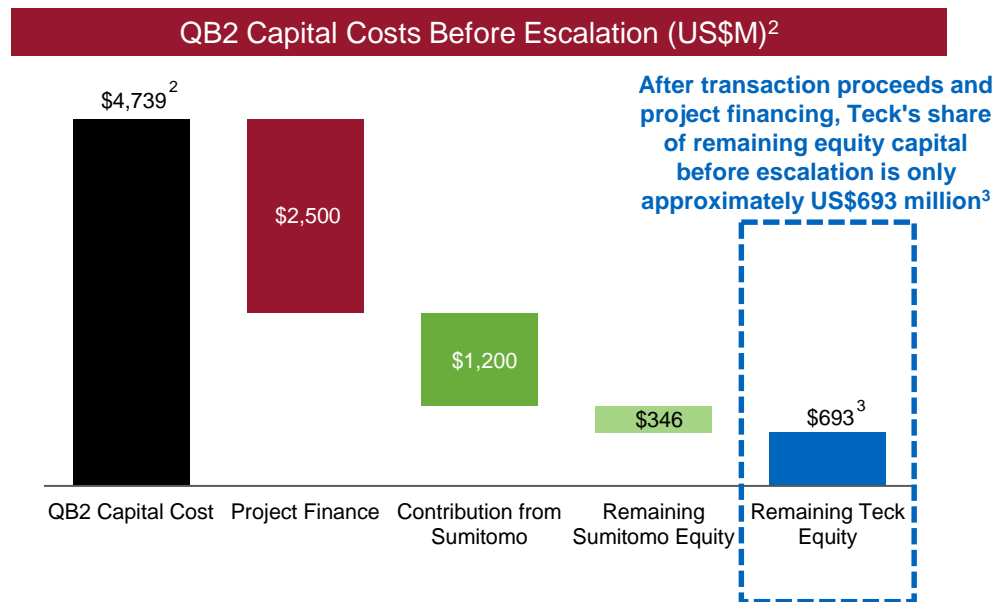 QB2 Capital Costs Before Escalation (US$M)2
After transaction proceeds and
project financing, Teck's share
of remaining equity capital
before escalation is only
approximately US$693 million3
$4,739 2
$2,500
$1,200
$346
$693 3
QB2 Capital Cost
Project Finance
Contribution from
Sumitomo
Remaining
Sumitomo Equity
Remaining Teck
Equity